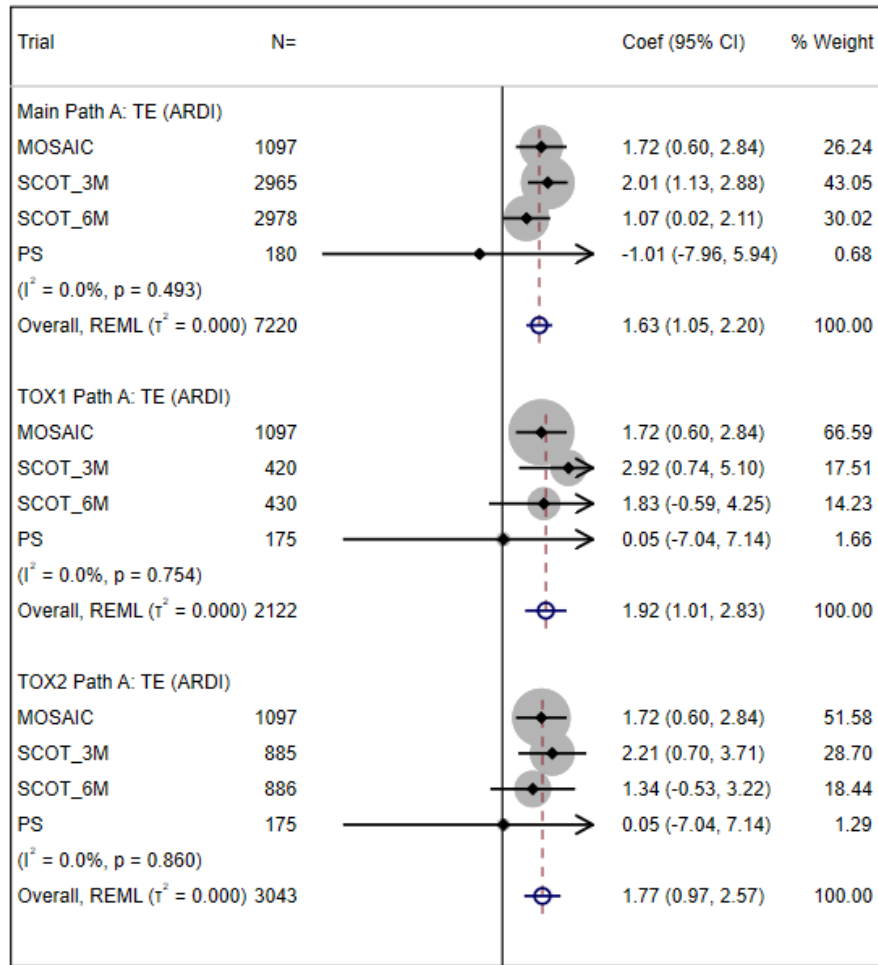 Trial N= Coef (95% CI) % Weight
Main Path A: TE (ARDI)
MOSAIC 1097 1.72 (0.60, 2.84) 26.24
SCOT_3M 2965 2.01 (1.13, 2.88) 43.05
SCOT_6M 2978 1.07 (0.02, 2.11) 30.02
PS 180 -1.01 (-7.96, 5.94) 0.68
(I² = 0.0%, p = 0.493)
Overall, REML (τ² = 0.000) 7220 1.63 (1.05, 2.20) 100.00
TOX1 Path A: TE (ARDI)
MOSAIC 1097 1.72 (0.60, 2.84) 66.59
SCOT_3M 420 2.92 (0.74, 5.10) 17.51
SCOT_6M 430 1.83 (-0.59, 4.25) 14.23
PS 175 0.05 (-7.04, 7.14) 1.66
(I² = 0.0%, p = 0.754)
Overall, REML (τ² = 0.000) 2122 1.92 (1.01, 2.83) 100.00
TOX2 Path A: TE (ARDI)
MOSAIC 1097 1.72 (0.60, 2.84) 51.58
SCOT_3M 885 2.21 (0.70, 3.71) 28.70
SCOT_6M 886 1.34 (-0.53, 3.22) 18.44
PS 175 0.05 (-7.04, 7.14) 1.29
(I² = 0.0%, p = 0.860)
Overall, REML (τ² = 0.000) 3043 1.77 (0.97, 2.57) 100.00